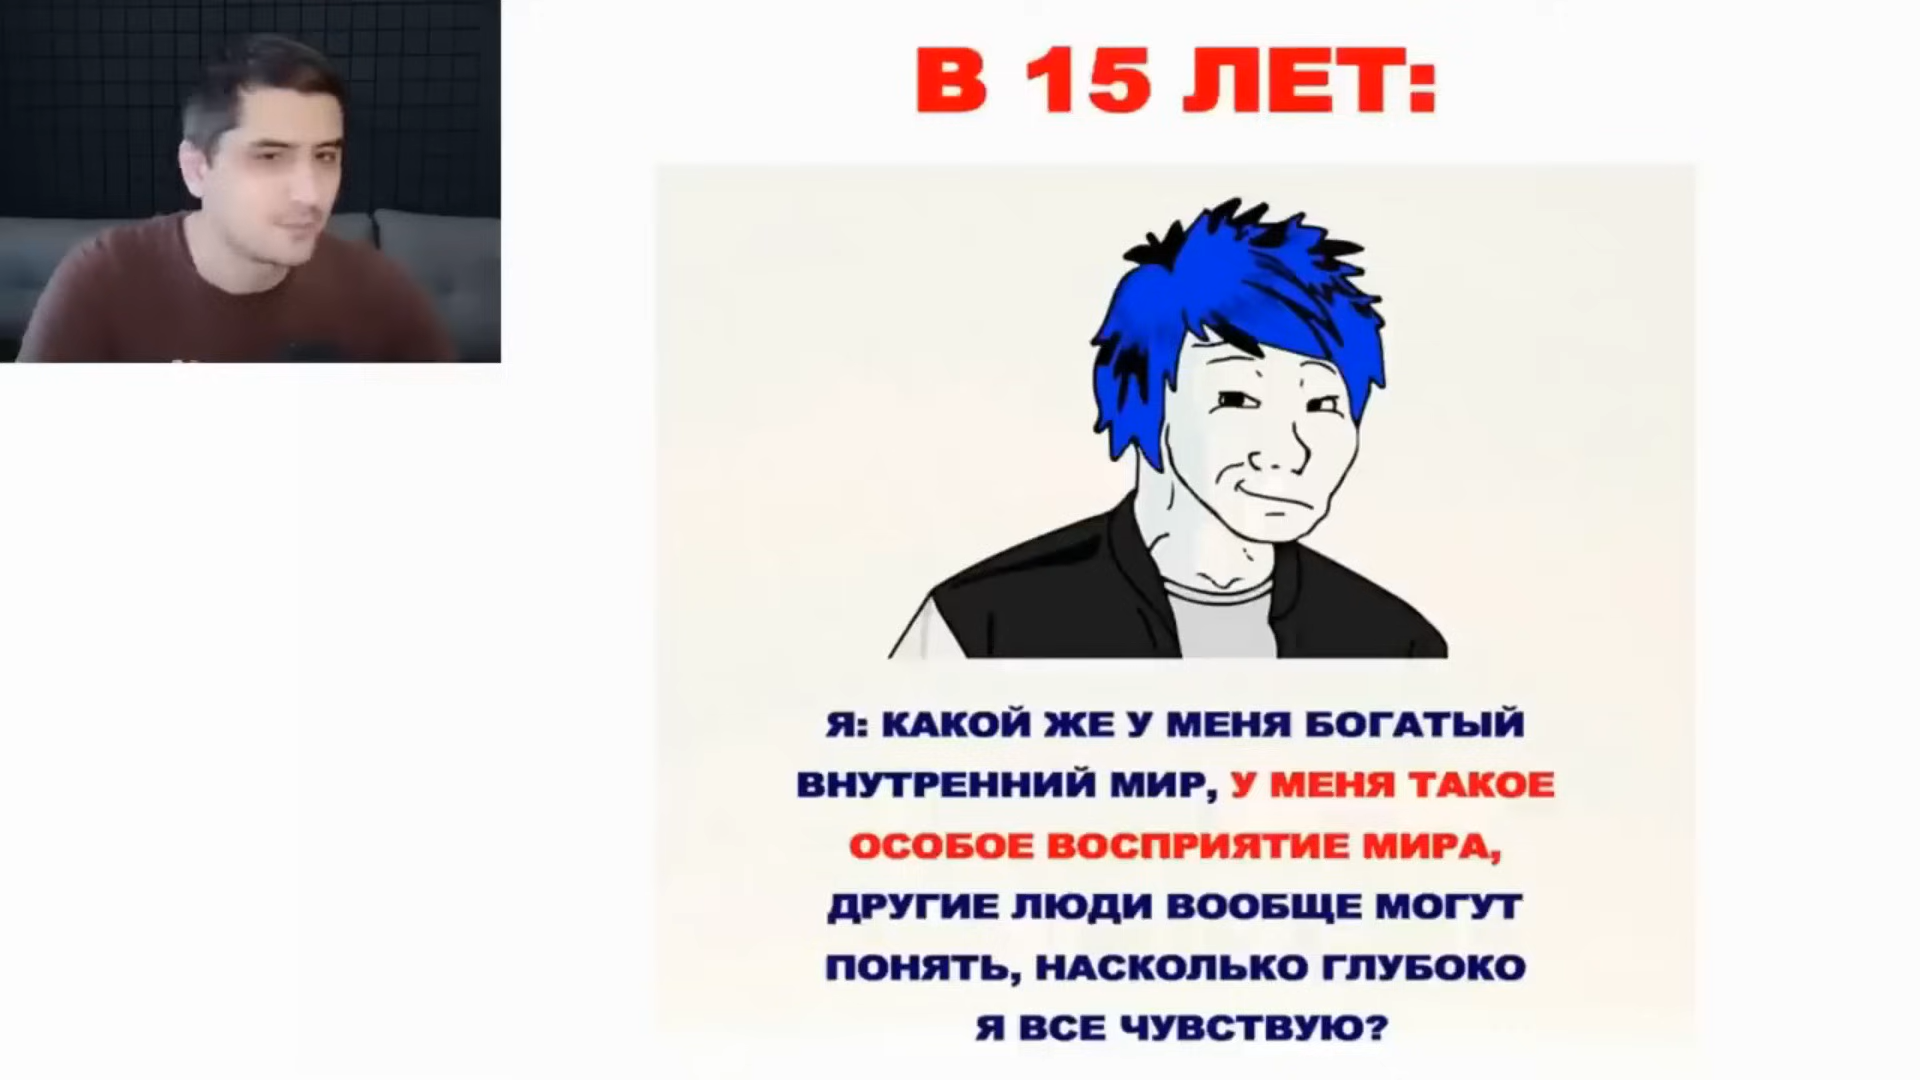 В 15 ЛЕТ:
Я: КАКОЙ ЖЕ У МЕНЯ БОГАТЫЙ
ВНУТРЕННИЙ МИР, У МЕНЯ ТАКОЕ
ОСОБОЕ ВОСПРИЯТИЕ МИРА,
ДРУГИЕ ЛЮДИ ВООБЩЕ МОГУТ
ПОНЯТЬ, НАСКОЛЬКО ГЛУБОКО
Я ВСЕ ЧУВСТВУЮ?